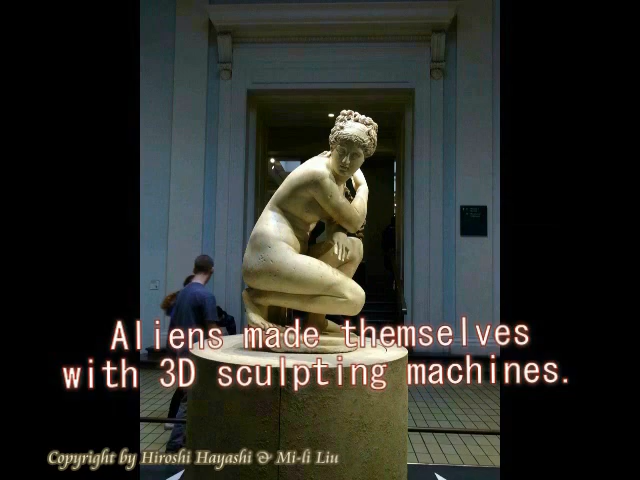 Aliens made themselves
with 3D sculpting machines.
Copyright by Hiroshi Hayashi & Mi-li Liu